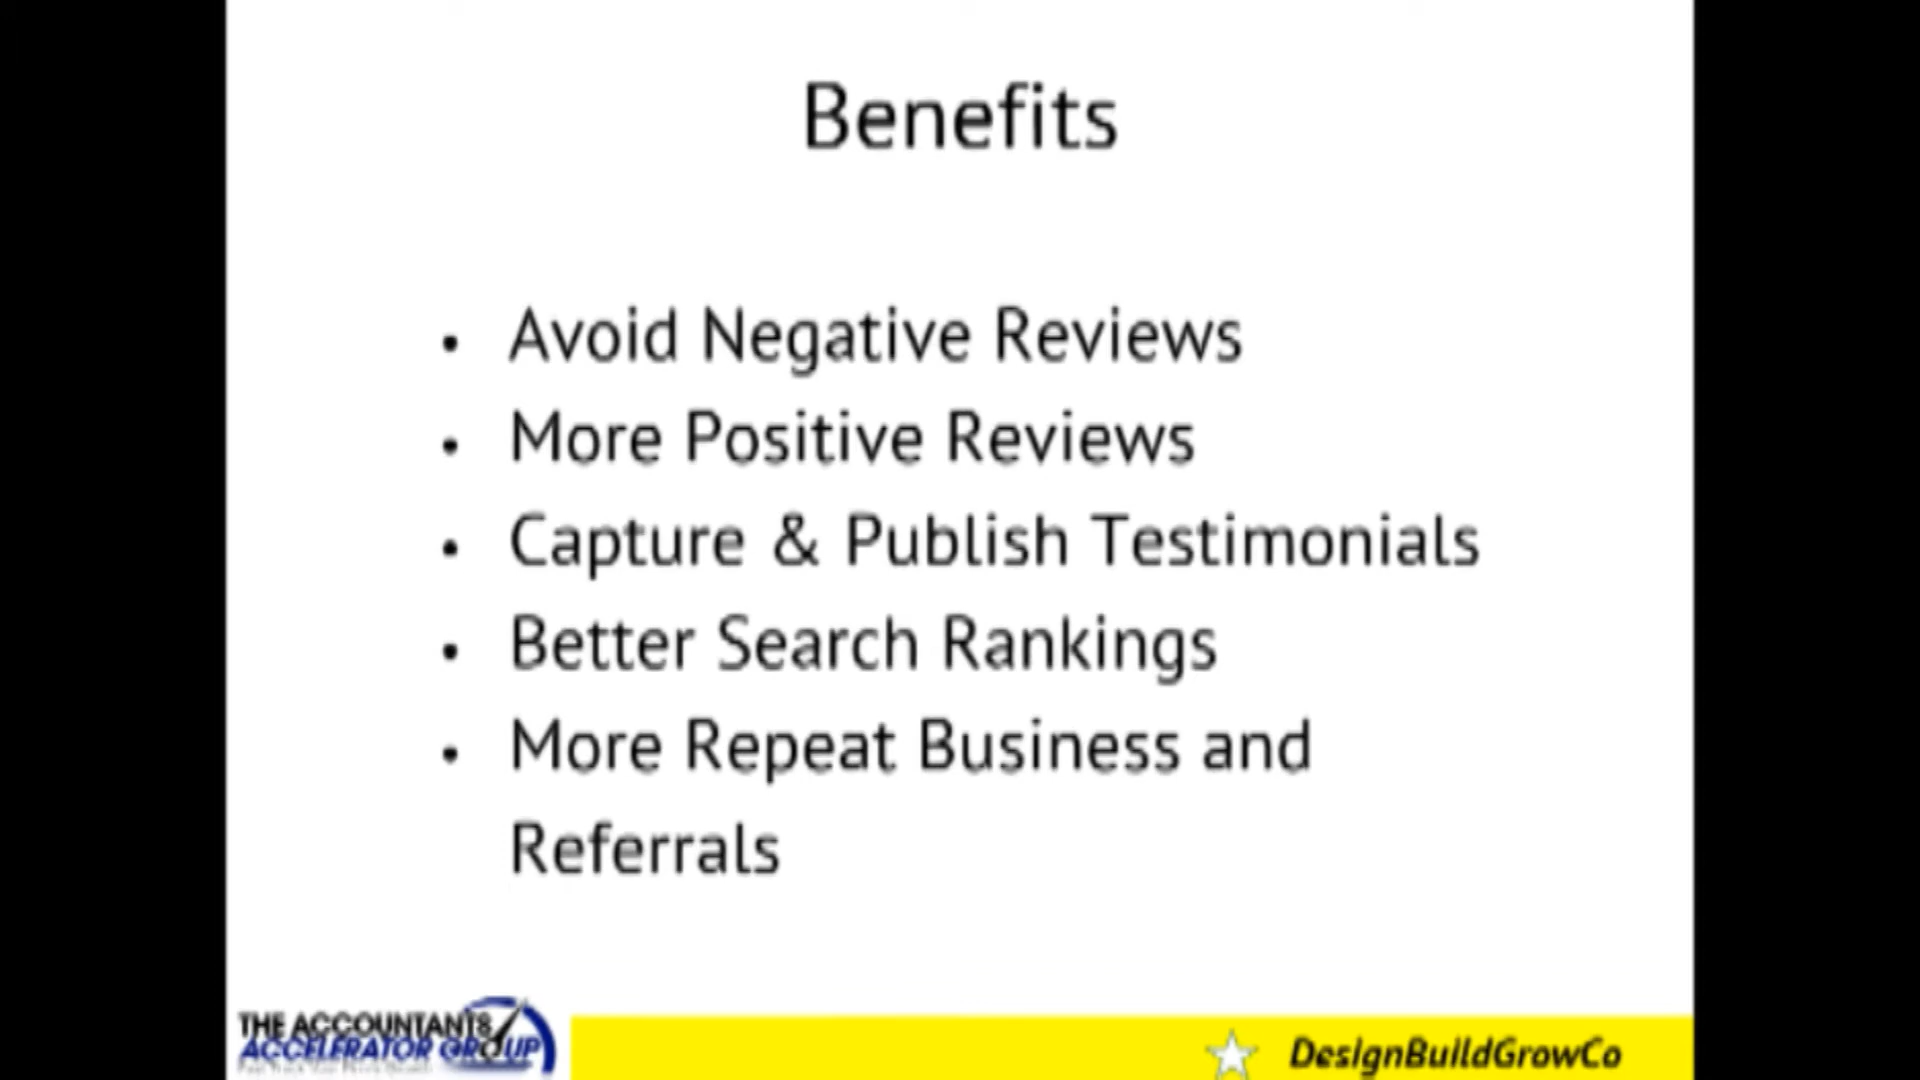 Benefits
• Avoid Negative Reviews
• More Positive Reviews
• Capture & Publish Testimonials
• Better Search Rankings
• More Repeat Business and
Referrals
THE ACCOUNTANTS
ACCELERATOR GROUP
DesignBuildGrowCo